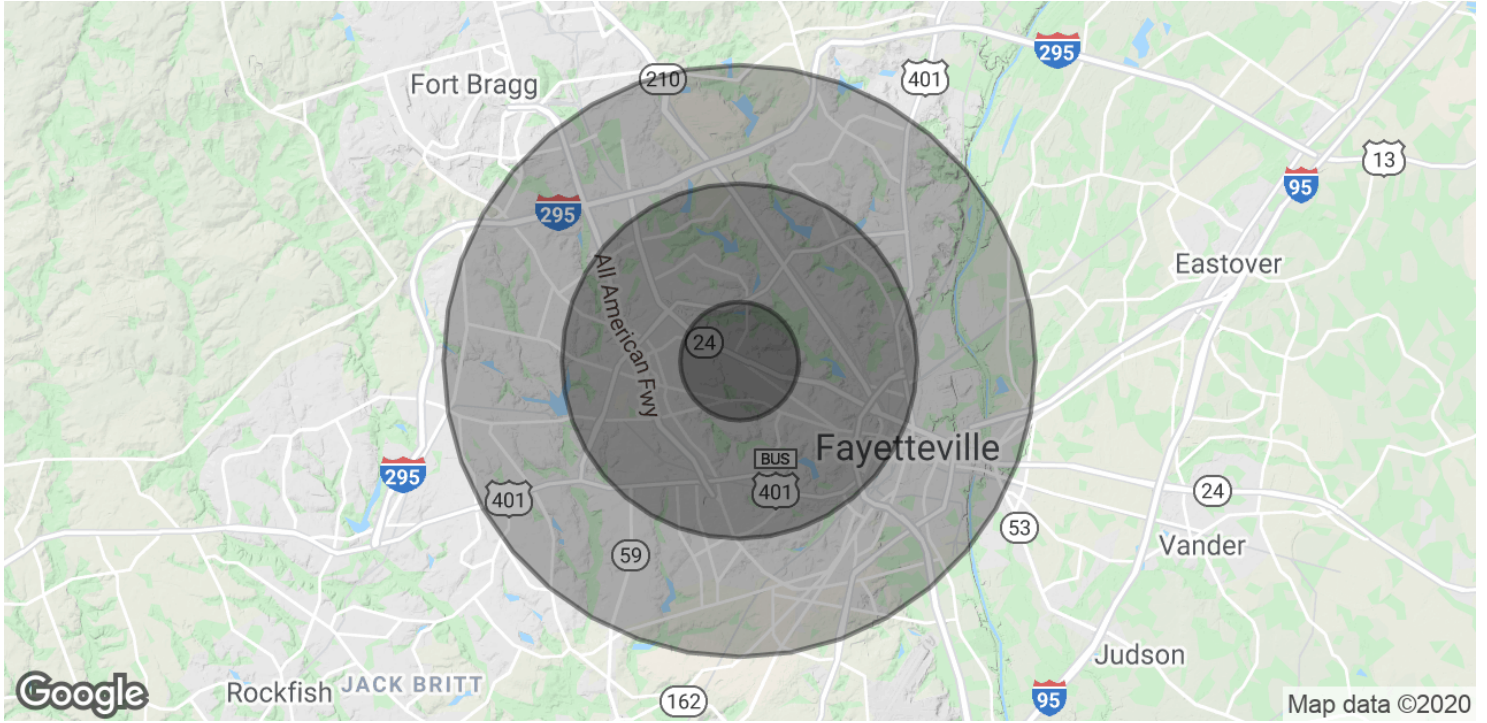 295
210
401
Fort Bragg
13
95
295
Eastover
All American Fwy
24
Fayetteville
BUS
401
295
401
24
53
59
Vander
Judson
Rockfish
JACK BRITT
162
95
Google
Map data ©2020